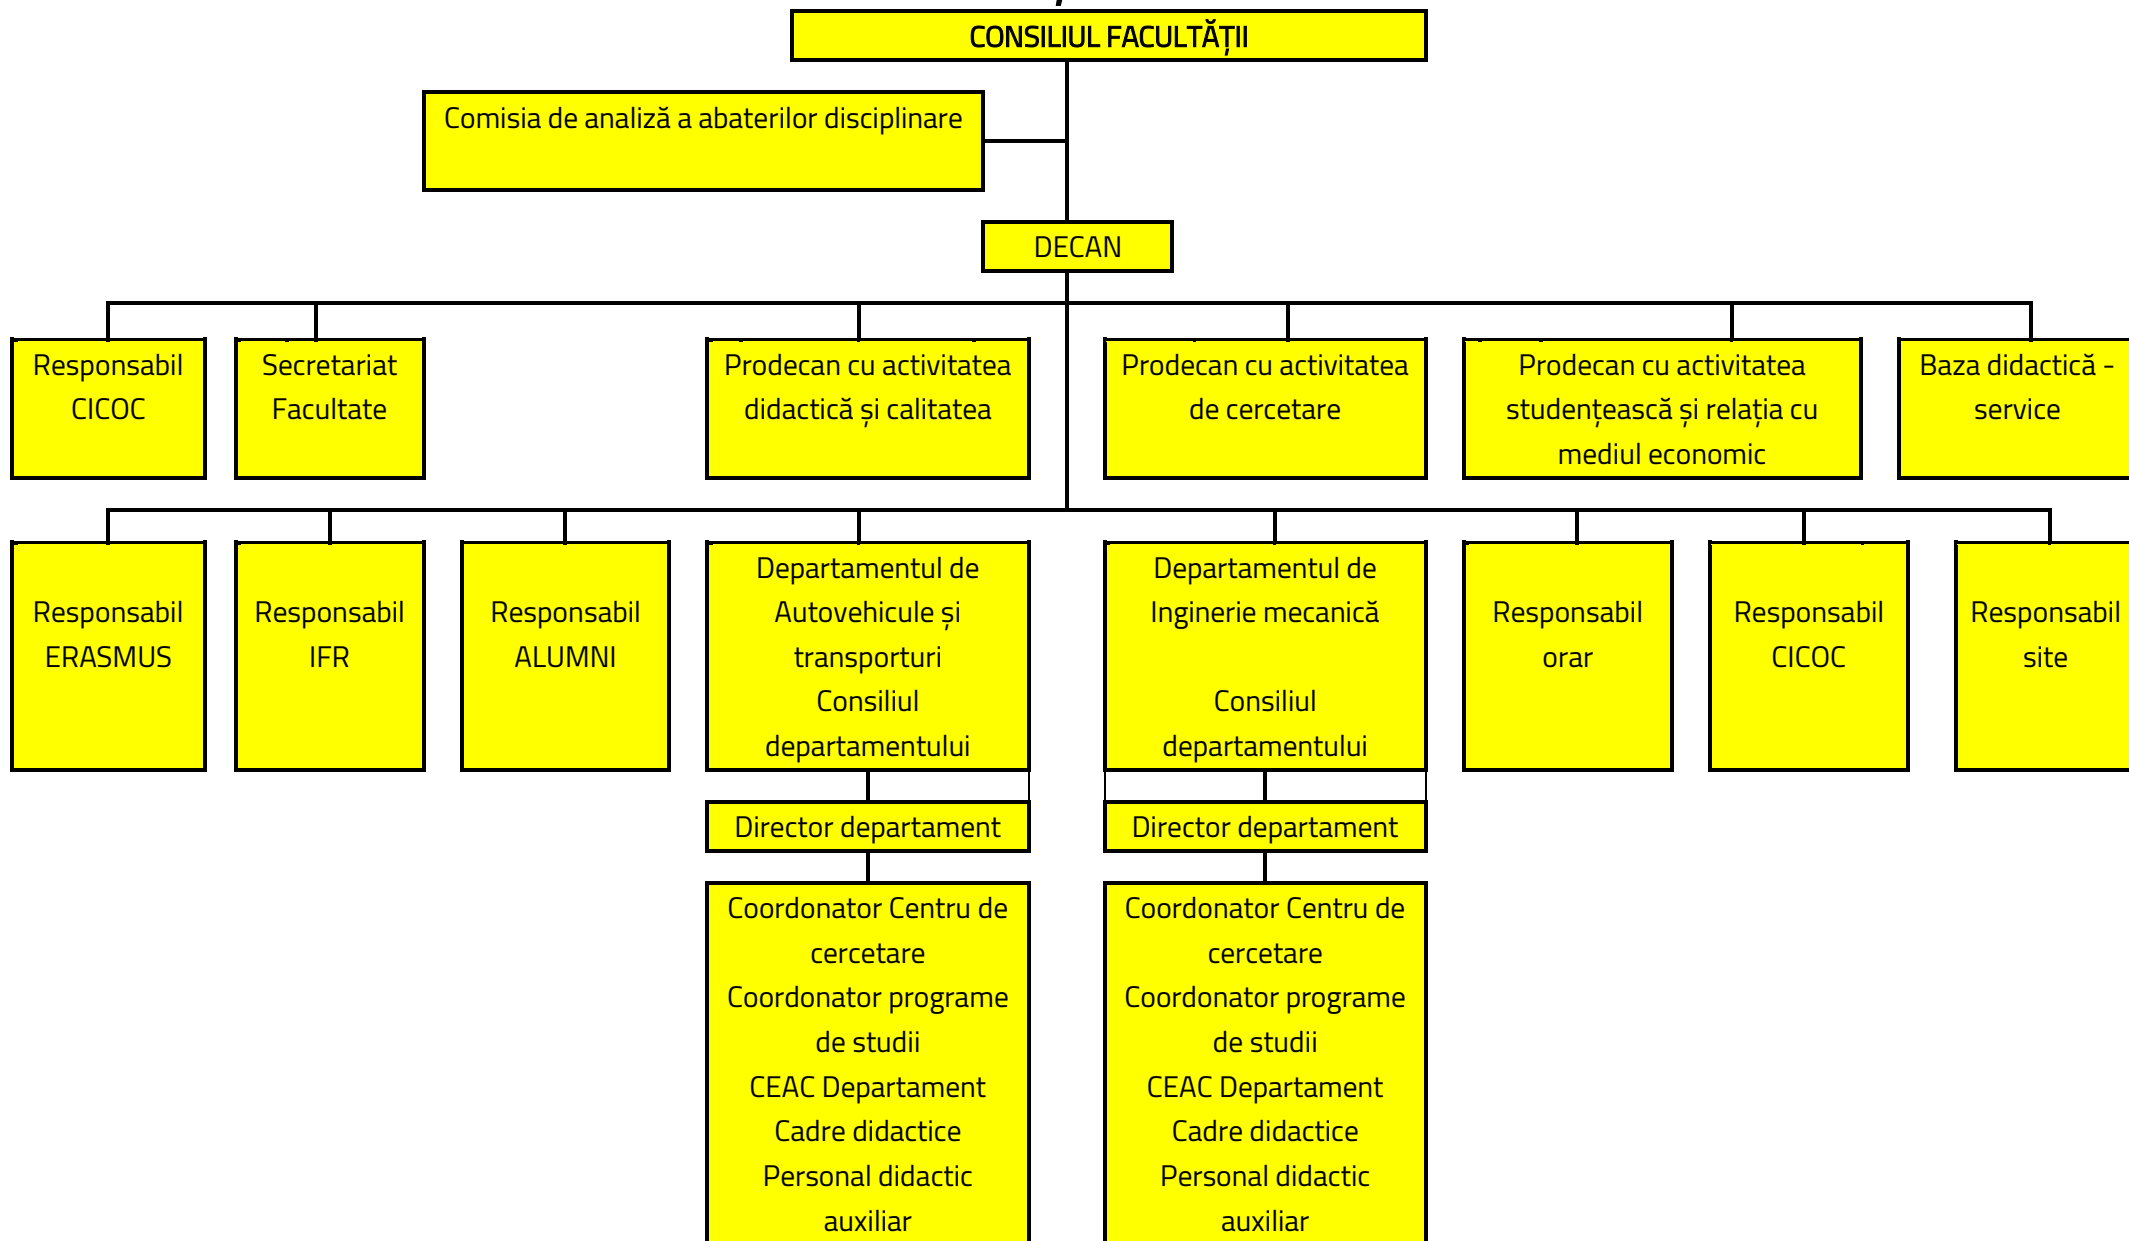 CONSILIUL FACULTĂȚII
Comisia de analiză a abaterilor disciplinare
DECAN
Responsabil
CICOC
Secretariat
Facultate
Prodecan cu activitatea
didactică și calitatea
Prodecan cu activitatea
de cercetare
Prodecan cu activitatea
studențească și relația cu
mediul economic
Baza didactică -
service
Responsabil
ERASMUS
Responsabil
IFR
Responsabil
ALUMNI
Departamentul de
Autovehicule și
transporturi
Consiliul
departamentului
Departamentul de
Inginerie mecanică
Consiliul
departamentului
Responsabil
orar
Responsabil
CICOC
Responsabil
site
Director departament
Director departament
Coordonator Centru de
cercetare
Coordonator programe
de studii
CEAC Departament
Cadre didactice
Personal didactic
auxiliar
Coordonator Centru de
cercetare
Coordonator programe
de studii
CEAC Departament
Cadre didactice
Personal didactic
auxiliar